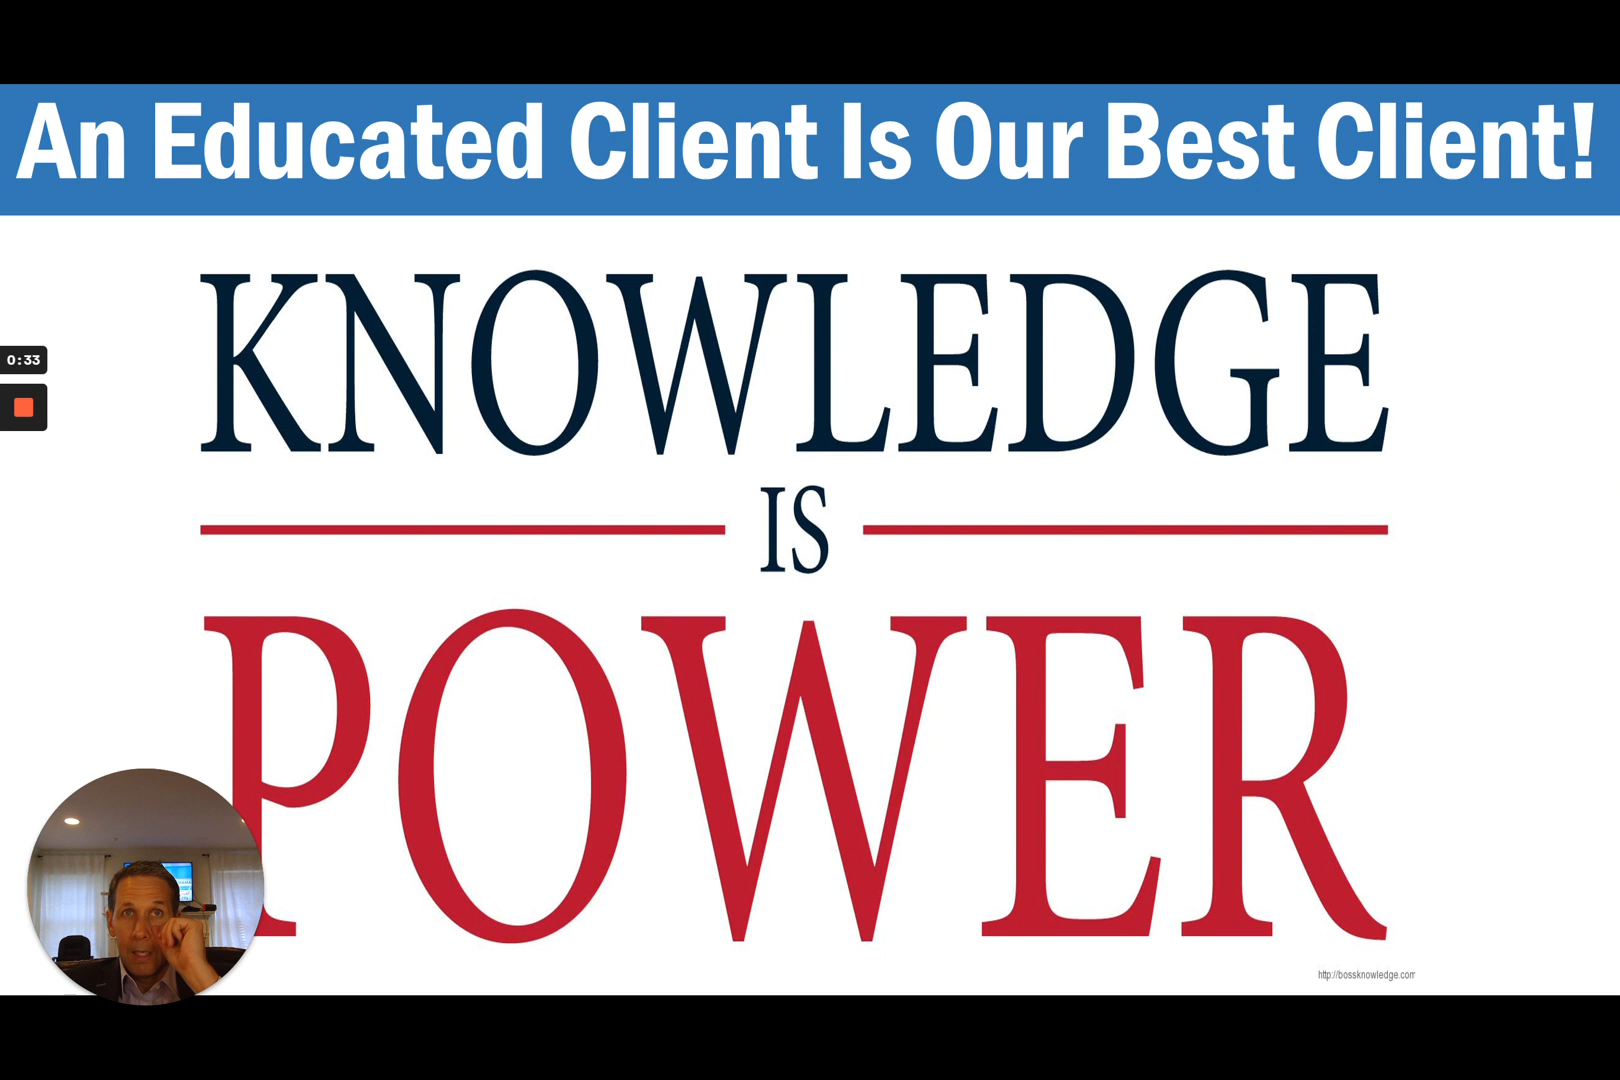 An Educated Client Is Our Best Client!
KNOWLEDGE
0:33
IS
POWER
http://bossknowledge.com